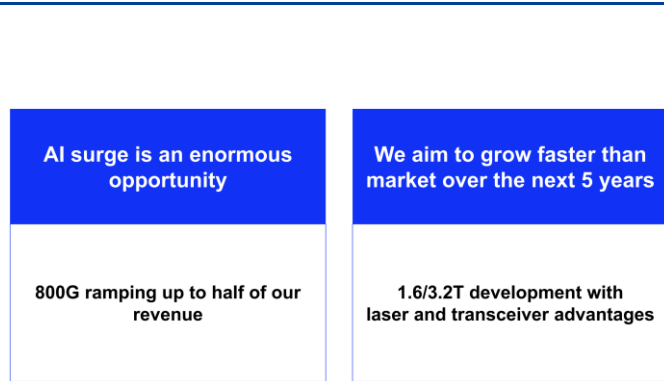 AI surge is an enormous
opportunity
We aim to grow faster than
market over the next 5 years
800G ramping up to half of our
revenue
1.6/3.2T development with
laser and transceiver advantages